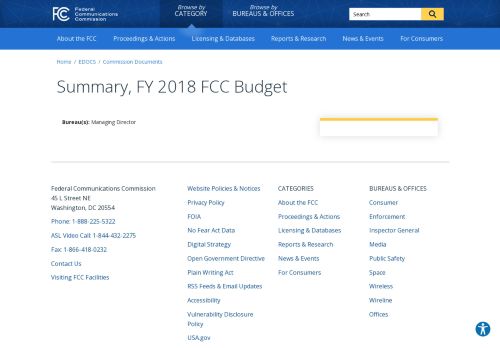 FCC Federal Communications Commission
Browse by CATEGORY
Browse by BUREAUS & OFFICES
Search
About the FCC Proceedings & Actions Licensing & Databases Reports & Research News & Events For Consumers
Home / EDOCS / Commission Documents
Summary, FY 2018 FCC Budget
Bureau(s): Managing Director
Federal Communications Commission
45 L Street NE
Washington, DC 20554
Phone: 1-888-225-5322
ASL Video Call: 1-844-432-2275
Fax: 1-866-418-0232
Contact Us
Visiting FCC Facilities
Website Policies & Notices
Privacy Policy
FOIA
No Fear Act Data
Digital Strategy
Open Government Directive
Plain Writing Act
RSS Feeds & Email Updates
Accessibility
Vulnerability Disclosure
Policy
USA.gov
CATEGORIES
About the FCC
Proceedings & Actions
Licensing & Databases
Reports & Research
News & Events
For Consumers
BUREAUS & OFFICES
Consumer
Enforcement
Inspector General
Media
Public Safety
Space
Wireless
Wireline
Offices